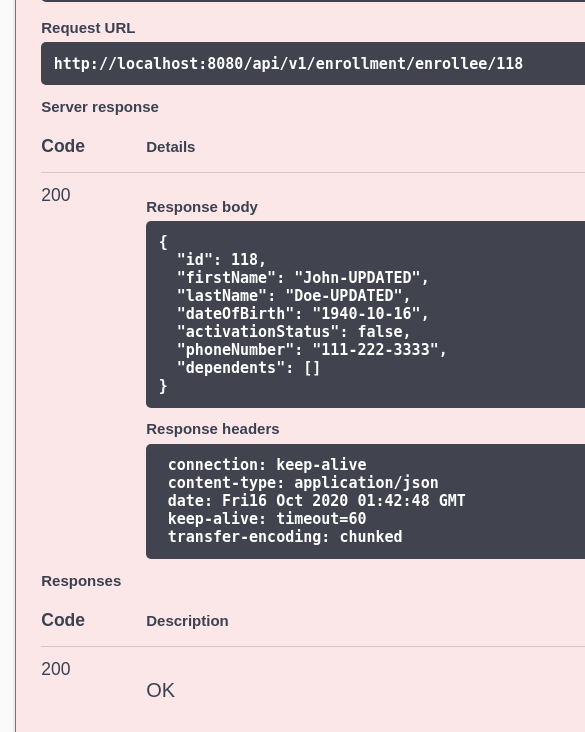 Request URL
http://localhost:8080/api/v1/enrollment/enrollee/118
Server response
Code Details
200
Response body
{
  "id": 118,
  "firstName": "John-UPDATED",
  "lastName": "Doe-UPDATED",
  "dateOfBirth": "1940-10-16",
  "activationStatus": false,
  "phoneNumber": "111-222-3333",
  "dependents": []
}
Response headers
connection: keep-alive
content-type: application/json
date: Fri16 Oct 2020 01:42:48 GMT
keep-alive: timeout=60
transfer-encoding: chunked
Responses
Code Description
200
OK